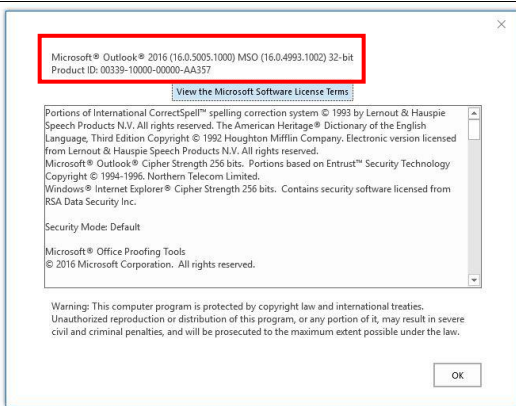 Microsoft® Outlook® 2016 (16.0.5005.1000) MSO (16.0.4993.1002) 32-bit
Product ID: 00339-10000-00000-AA357
View the Microsoft Software License Terms
Portions of International CorrectSpell™ spelling correction system © 1993 by Lernout & Hauspie
Speech Products N.V. All rights reserved. The American Heritage® Dictionary of the English
Language, Third Edition Copyright © 1992 Houghton Mifflin Company. Electronic version licensed
from Lernout & Hauspie Speech Products N.V. All rights reserved.
Microsoft® Outlook® Cipher Strength 256 bits.  Portions based on Entrust™ Security Technology
Copyright © 1994-1996.  Northern Telecom Limited.
Windows® Internet Explorer® Cipher Strength 256 bits.  Contains security software licensed from
RSA Data Security Inc.
Security Mode: Default
Microsoft® Office Proofing Tools
© 2016 Microsoft Corporation.  All rights reserved.
Warning: This computer program is protected by copyright law and international treaties.
Unauthorized reproduction or distribution of this program, or any portion of it, may result in severe
civil and criminal penalties, and will be prosecuted to the maximum extent possible under the law.
OK